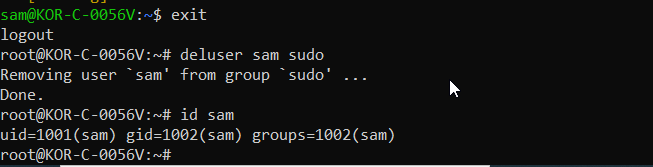 sam@KOR-C-0056V:~$ exit
logout
root@KOR-C-0056V:~# deluser sam sudo
Removing user `sam' from group `sudo' ...
Done.
root@KOR-C-0056V:~# id sam
uid=1001(sam) gid=1002(sam) groups=1002(sam)
root@KOR-C-0056V:~#